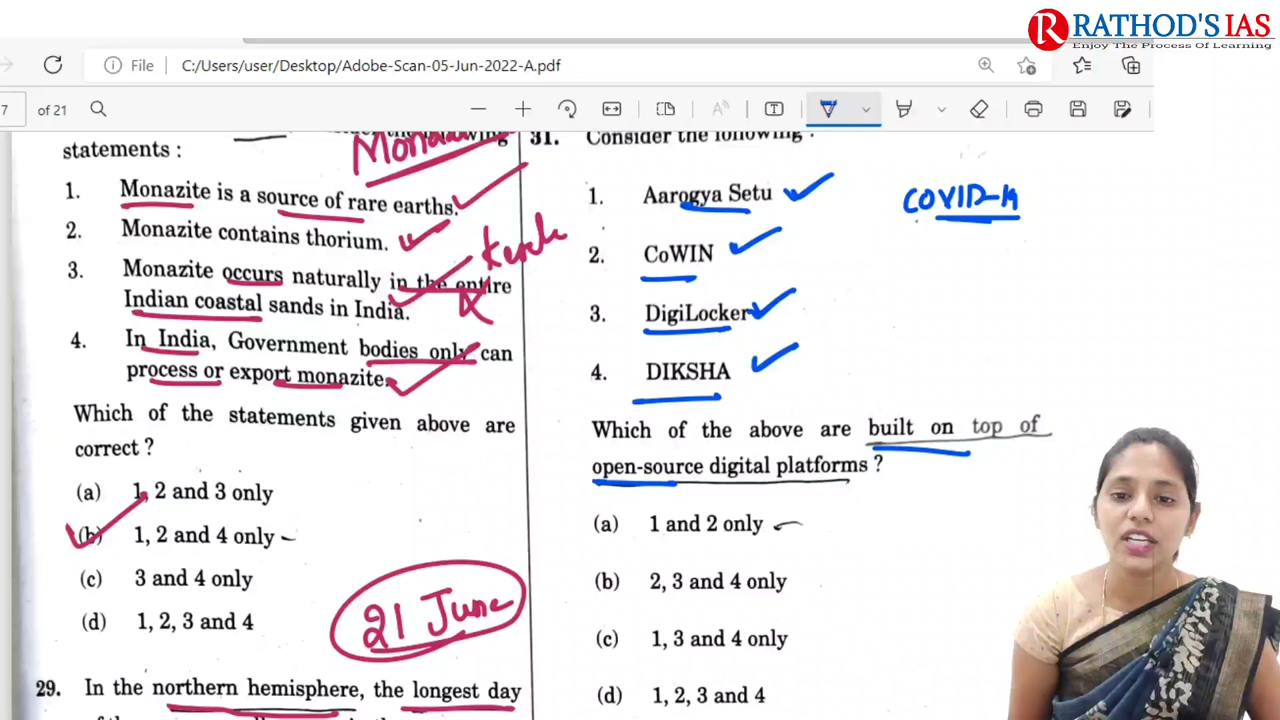 RATHOD'S IAS
Enjoy The Process Of Learning
File C:/Users/user/Desktop/Adobe-Scan-05-Jun-2022-A.pdf
7 of 21
statements :
1. Monazite is a source of rare earths.
2. Monazite contains thorium.
3. Monazite occurs naturally in the entire
Indian coastal sands in India.
4. In India, Government bodies only can
process or export monazite.
Which of the statements given above are
correct ?
(a) 1, 2 and 3 only
(b) 1, 2 and 4 only
(c) 3 and 4 only
(d) 1, 2, 3 and 4
21 June
29. In the northern hemisphere, the longest day
31. Consider the following :
1. Aarogya Setu
COVID-19
2. CoWIN
3. DigiLocker
4. DIKSHA
Which of the above are built on top of
open-source digital platforms ?
(a) 1 and 2 only
(b) 2, 3 and 4 only
(c) 1, 3 and 4 only
(d) 1, 2, 3 and 4